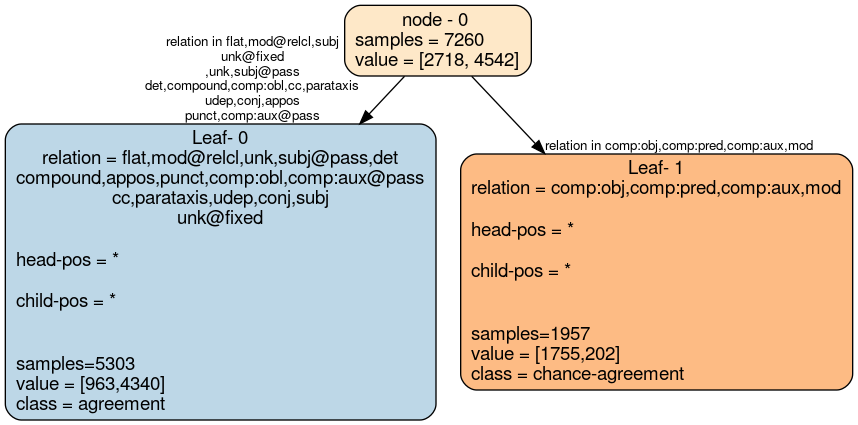 node - 0
samples = 7260
value = [2718, 4542]
relation in flat,mod@relcl,subj
unk@fixed
,unk,subj@pass
det,compound,comp:obl,cc,parataxis
udep,conj,appos
punct,comp:aux@pass
relation in comp:obj,comp:pred,comp:aux,mod
Leaf- 0
relation = flat,mod@relcl,unk,subj@pass,det
compound,appos,punct,comp:obl,comp:aux@pass
cc,parataxis,udep,conj,subj
unk@fixed
head-pos = *
child-pos = *
samples=5303
value = [963,4340]
class = agreement
Leaf- 1
relation = comp:obj,comp:pred,comp:aux,mod
head-pos = *
child-pos = *
samples=1957
value = [1755,202]
class = chance-agreement